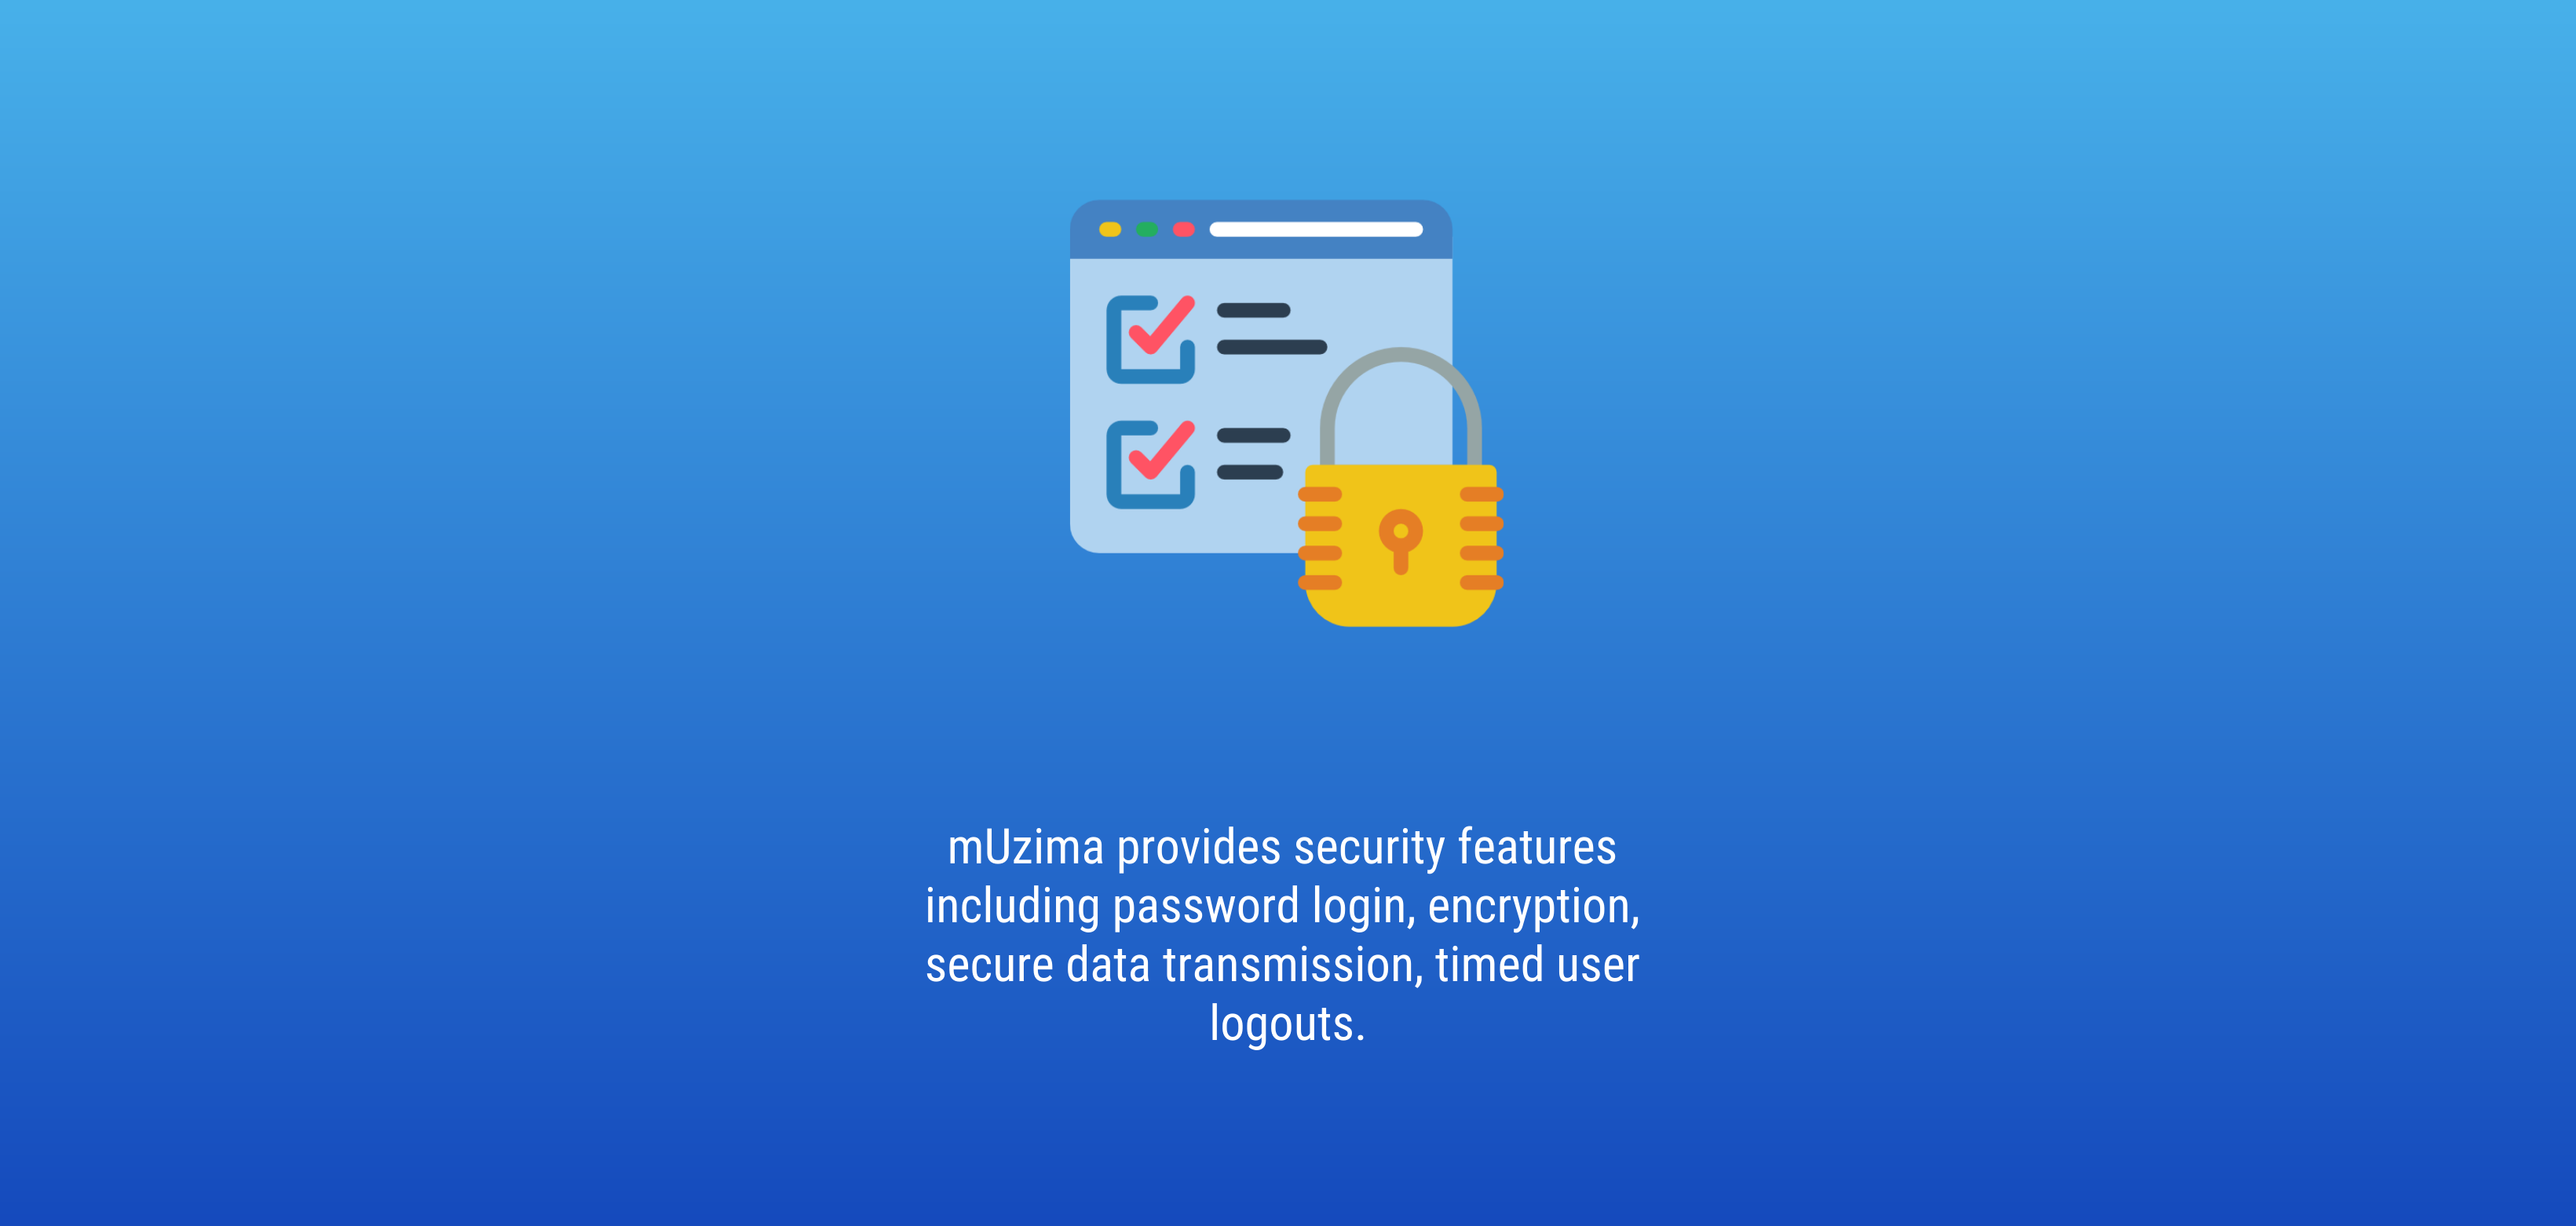 mUzima provides security features
including password login, encryption,
secure data transmission, timed user
logouts.